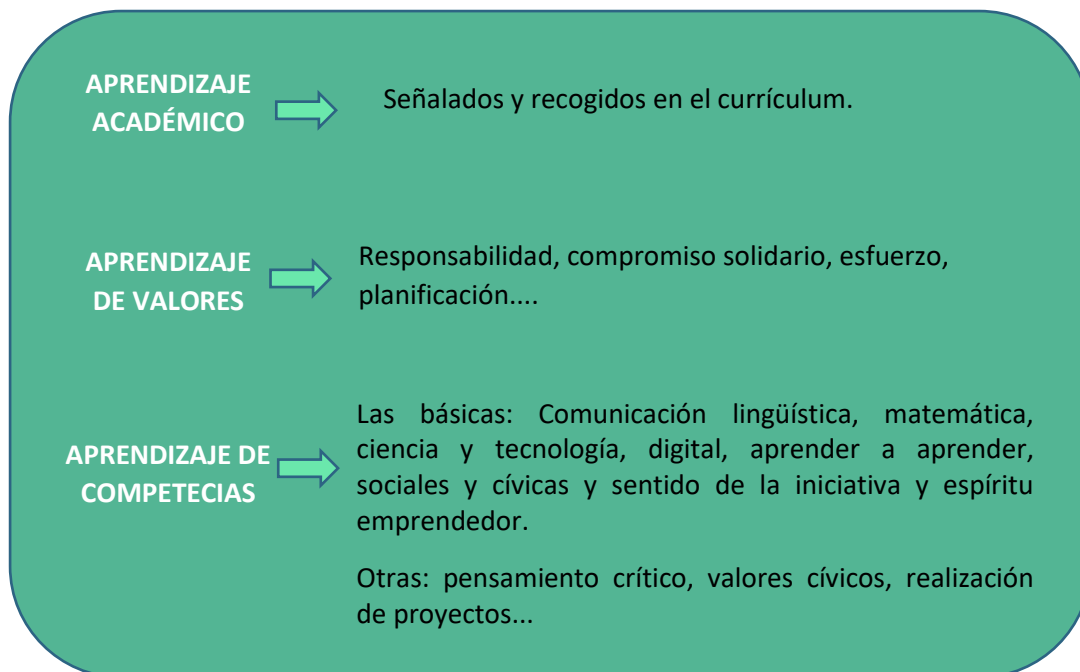 APRENDIZAJE
ACADÉMICO
Señalados y recogidos en el currículum.
APRENDIZAJE
DE VALORES
Responsabilidad, compromiso solidario, esfuerzo,
planificación....
APRENDIZAJE DE
COMPETECIAS
Las básicas: Comunicación lingüística, matemática,
ciencia y tecnología, digital, aprender a aprender,
sociales y cívicas y sentido de la iniciativa y espíritu
emprendedor.
Otras: pensamiento crítico, valores cívicos, realización
de proyectos...